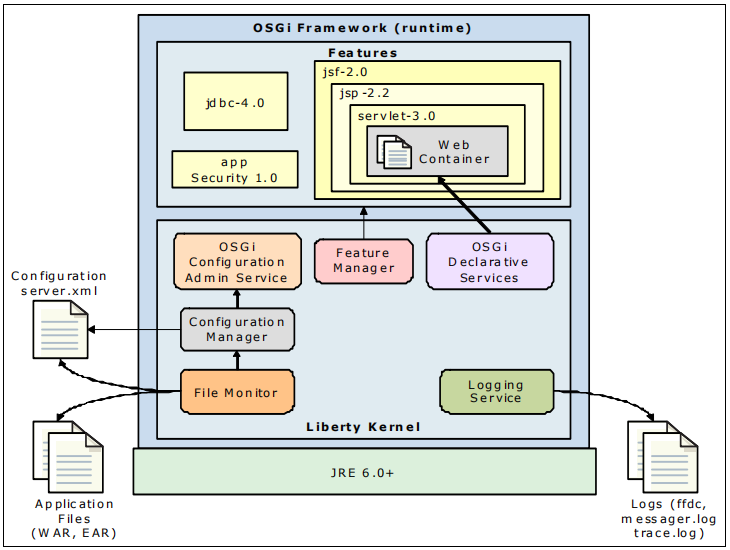 OSGi Framework (runtime)
Features
jsf-2.0
jsp-2.2
servlet-3.0
Web
Container
jdbc-4.0
app
Security 1.0
OSGi
Configuration
Admin Service
Feature
Manager
OSGi
Declarative
Services
Configuration
server.xml
Configuration
Manager
File Monitor
Logging
Service
Liberty Kernel
JRE 6.0+
Application
Files
(WAR, EAR)
Logs (ffdc,
messager.log
trace.log)